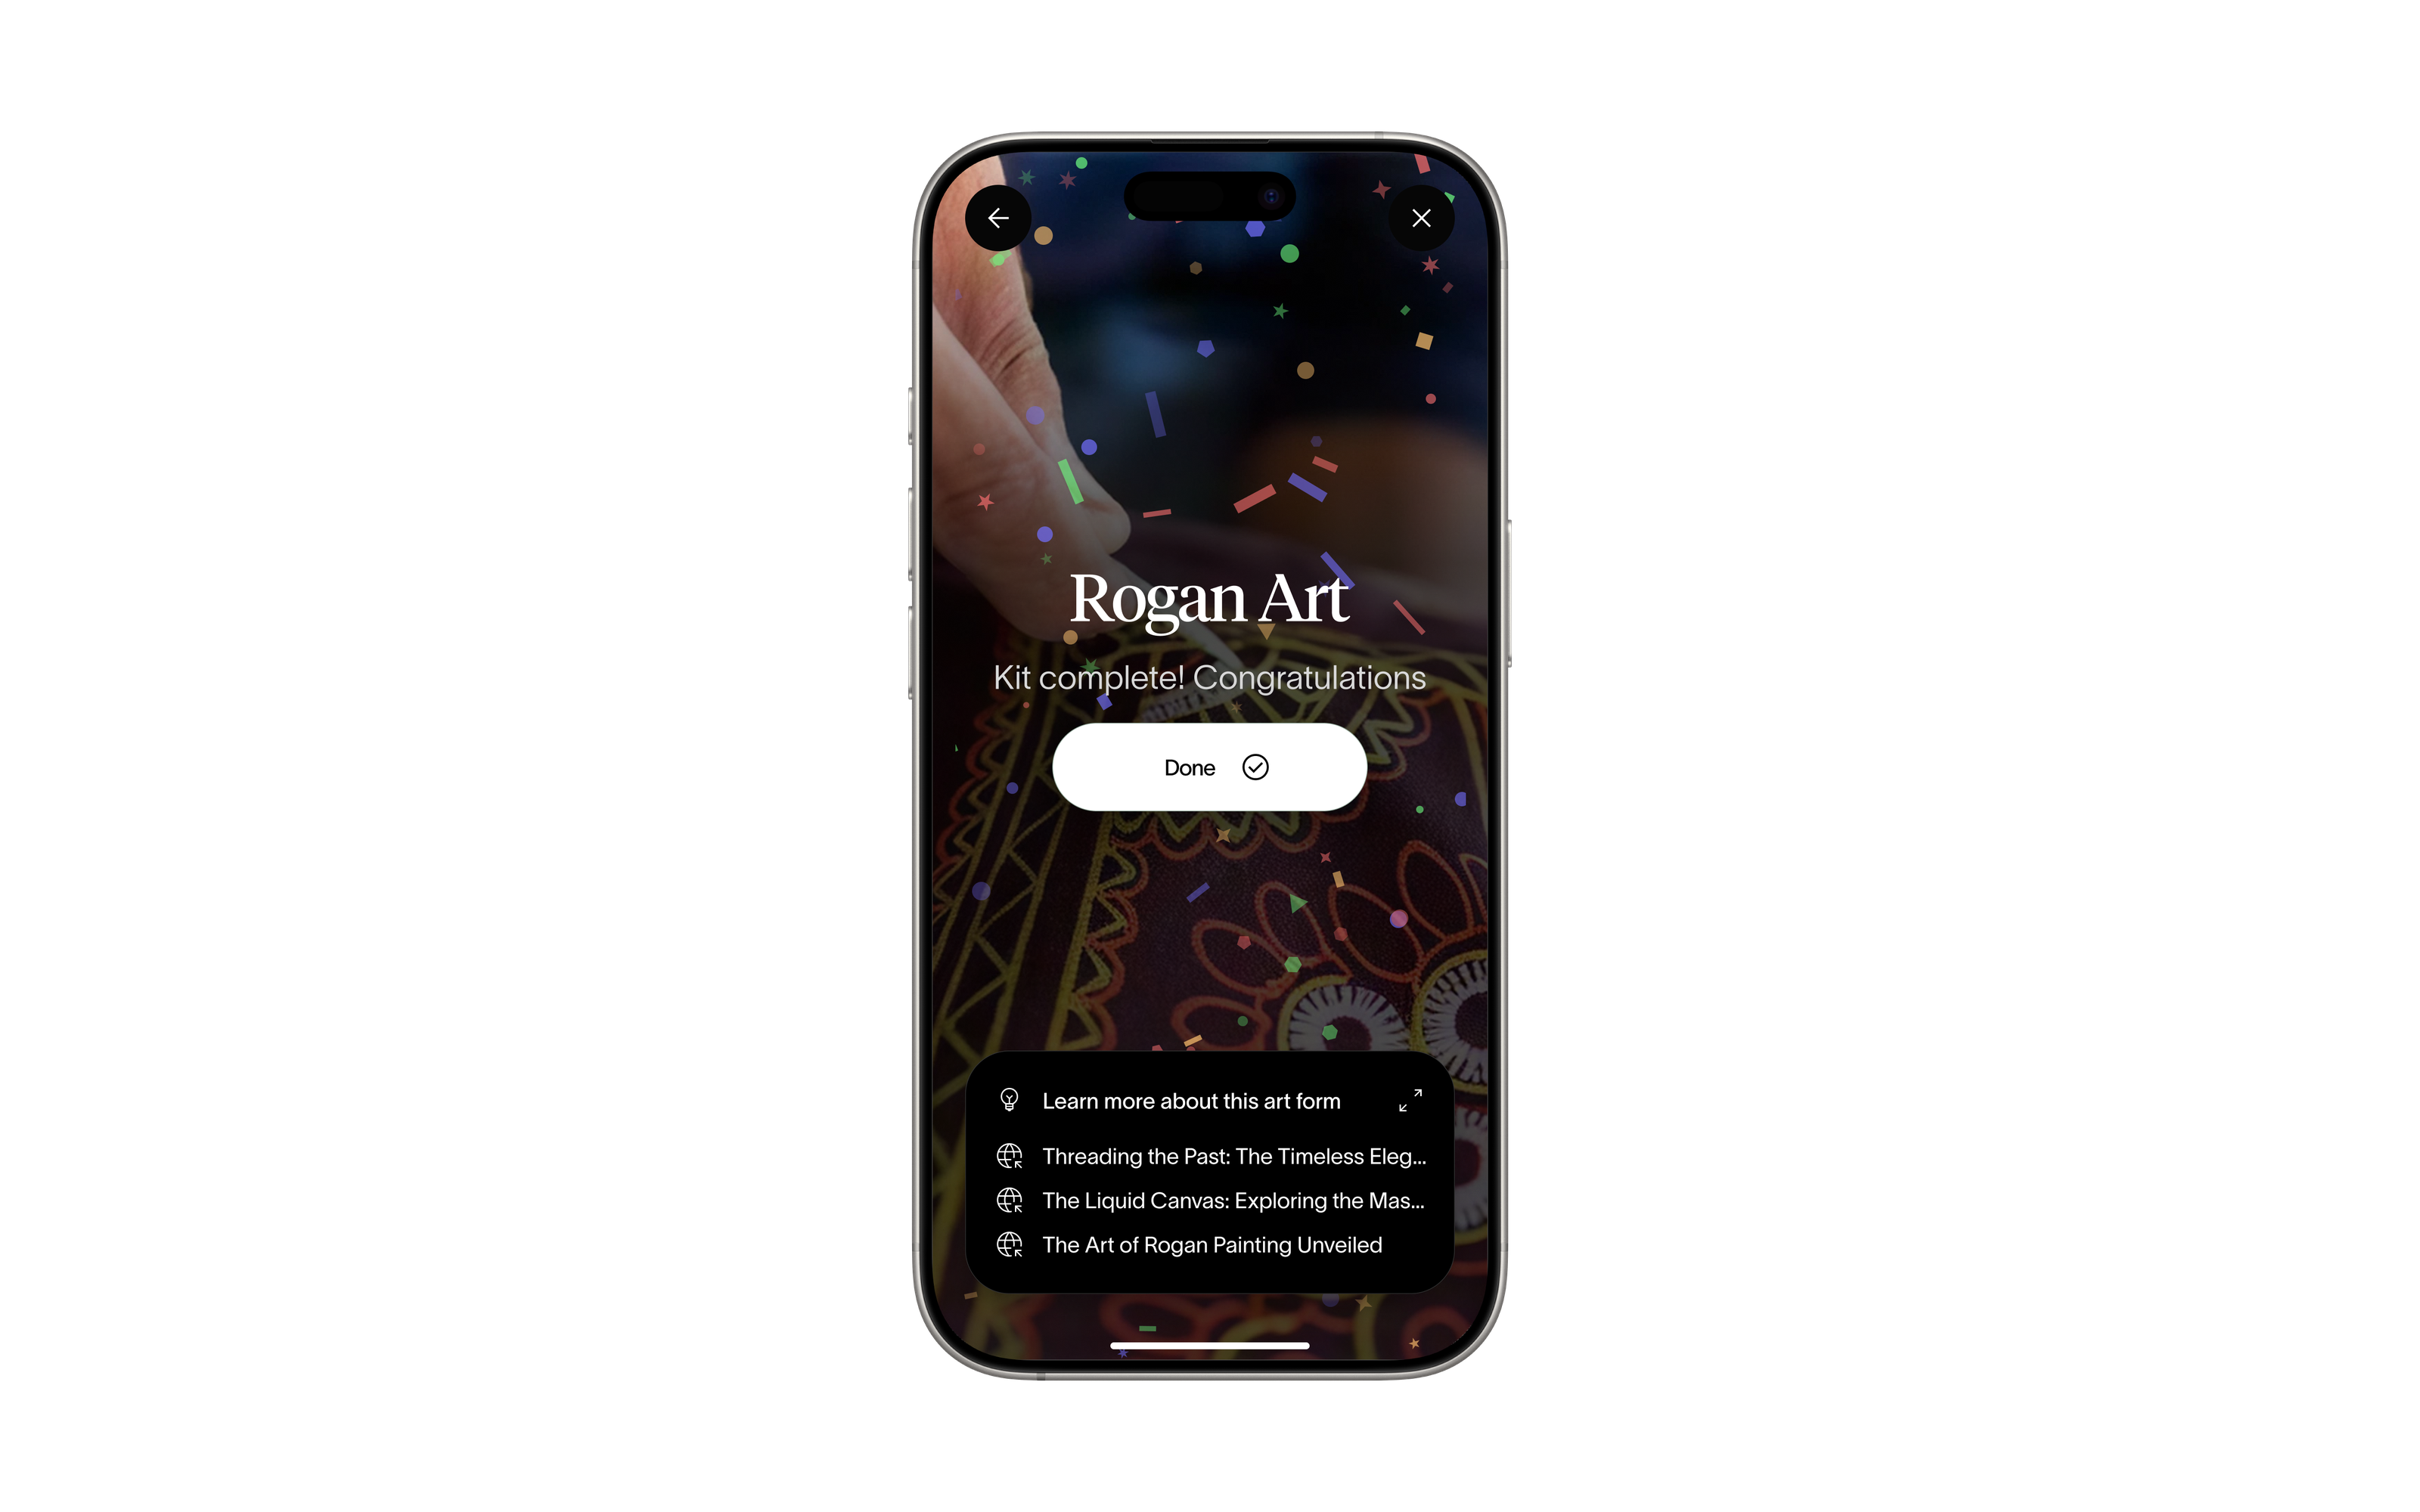 Rogan Art
Kit complete! Congratulations
Done
Learn more about this art form
Threading the Past: The Timeless Eleg...
The Liquid Canvas: Exploring the Mas...
The Art of Rogan Painting Unveiled